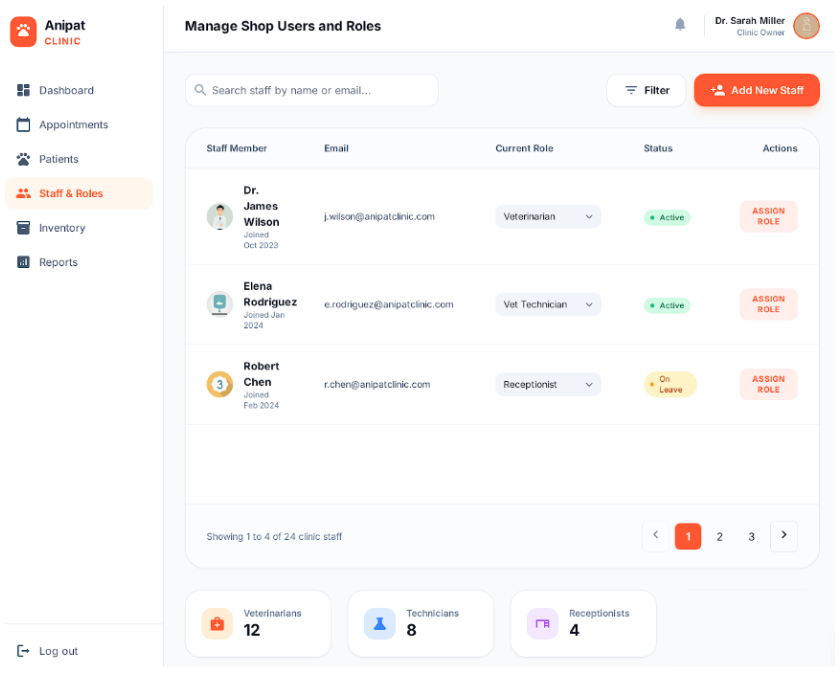 Anipat
CLINIC
Manage Shop Users and Roles
Dr. Sarah Miller
Clinic Owner
Dashboard
Appointments
Patients
Staff & Roles
Inventory
Reports
Log out
Search staff by name or email...
Filter
Add New Staff
Staff Member Email Current Role Status Actions
Dr.
James
Wilson
Joined
Oct 2023
j.wilson@anipatclinic.com
Veterinarian
Active
ASSIGN
ROLE
Elena
Rodriguez
Joined Jan
2024
e.rodriguez@anipatclinic.com
Vet Technician
Active
ASSIGN
ROLE
3
Robert
Chen
Joined
Feb 2024
r.chen@anipatclinic.com
Receptionist
On
Leave
ASSIGN
ROLE
Showing 1 to 4 of 24 clinic staff
1 2 3
Veterinarians
12
Technicians
8
Receptionists
4